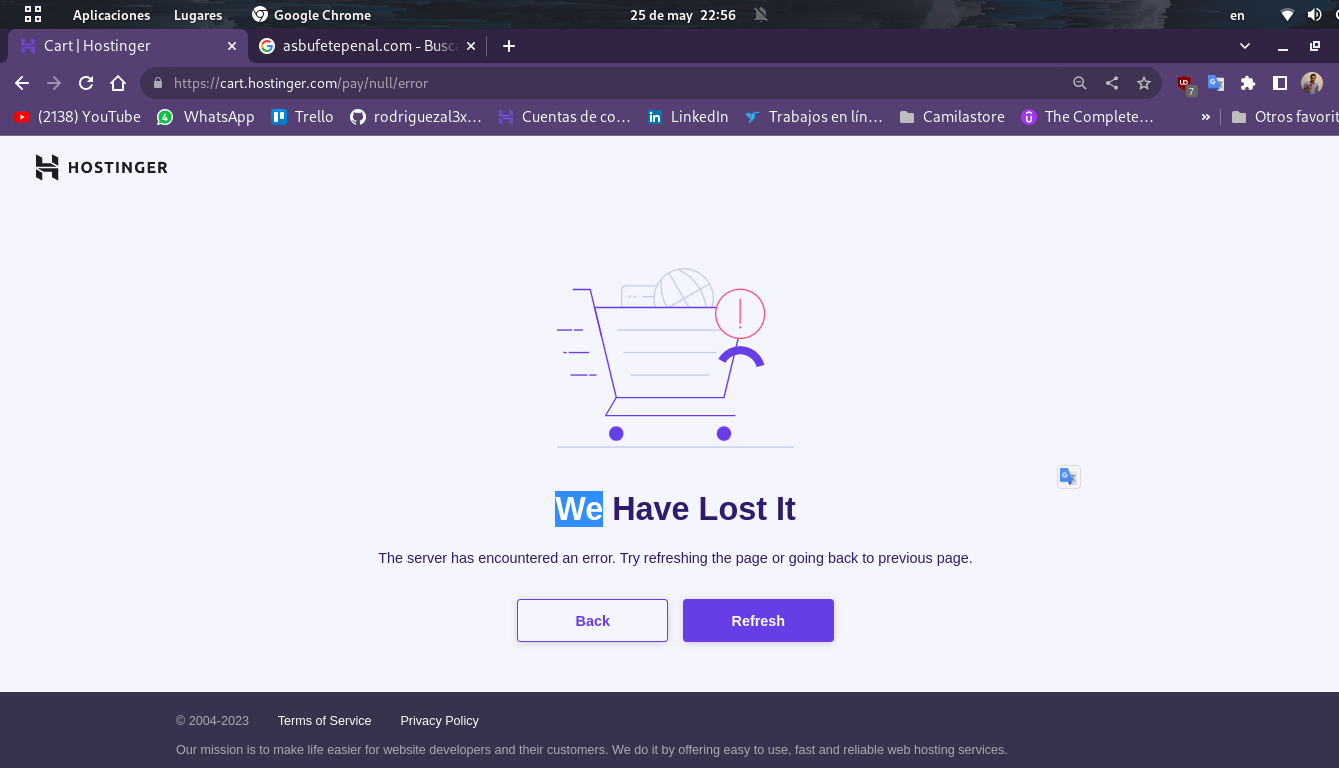 Aplicaciones Lugares Google Chrome 25 de may 22:56 en
Cart | Hostinger asbufetepenal.com - Busc
https://cart.hostinger.com/pay/null/error 7
(2138) YouTube 4 WhatsApp Trello rodriguezal3x... Cuentas de co... LinkedIn Trabajos en lín... Camilastore The Complete... » Otros favorit
HOSTINGER
We Have Lost It
The server has encountered an error. Try refreshing the page or going back to previous page.
Back Refresh
© 2004-2023 Terms of Service Privacy Policy
Our mission is to make life easier for website developers and their customers. We do it by offering easy to use, fast and reliable web hosting services.